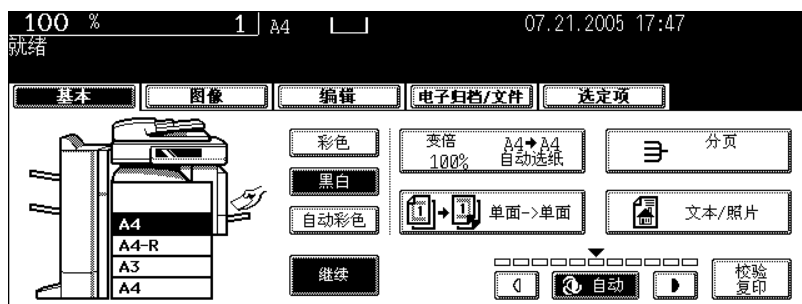 100 % 1 A4 07.21.2005 17:47
就绪
基本 图像 编辑 电子归档/文件 选定项
彩色
黑白
自动彩色
继续
变倍 A4➔A4
100% 自动选纸
分页
1➔1 单面->单面
文本/照片
A4
A4-R
A3
A4
自动
校验
复印